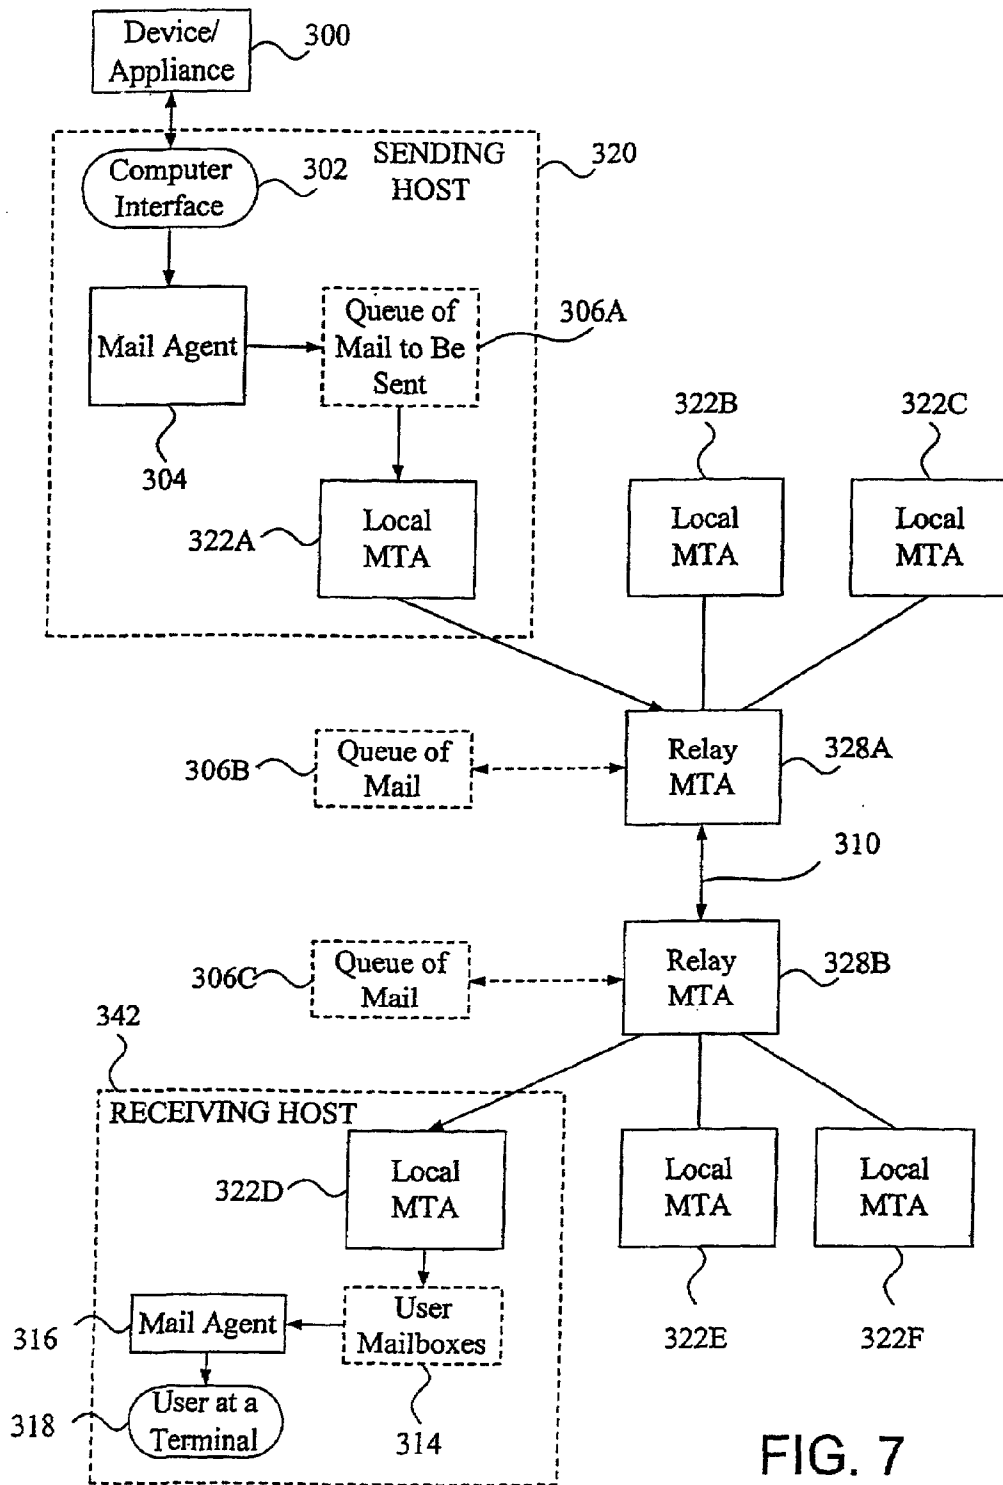 Device/
Appliance
300
SENDING
HOST
320
Computer
Interface
302
Mail Agent
304
Queue of
Mail to Be
Sent
306A
322A
Local
MTA
322B
Local
MTA
322C
Local
MTA
306B
Queue of
Mail
Relay
MTA
328A
310
306C
Queue of
Mail
Relay
MTA
328B
342
RECEIVING HOST
322D
Local
MTA
Local
MTA
322E
Local
MTA
322F
316
Mail Agent
User
Mailboxes
314
318
User at a
Terminal
FIG. 7